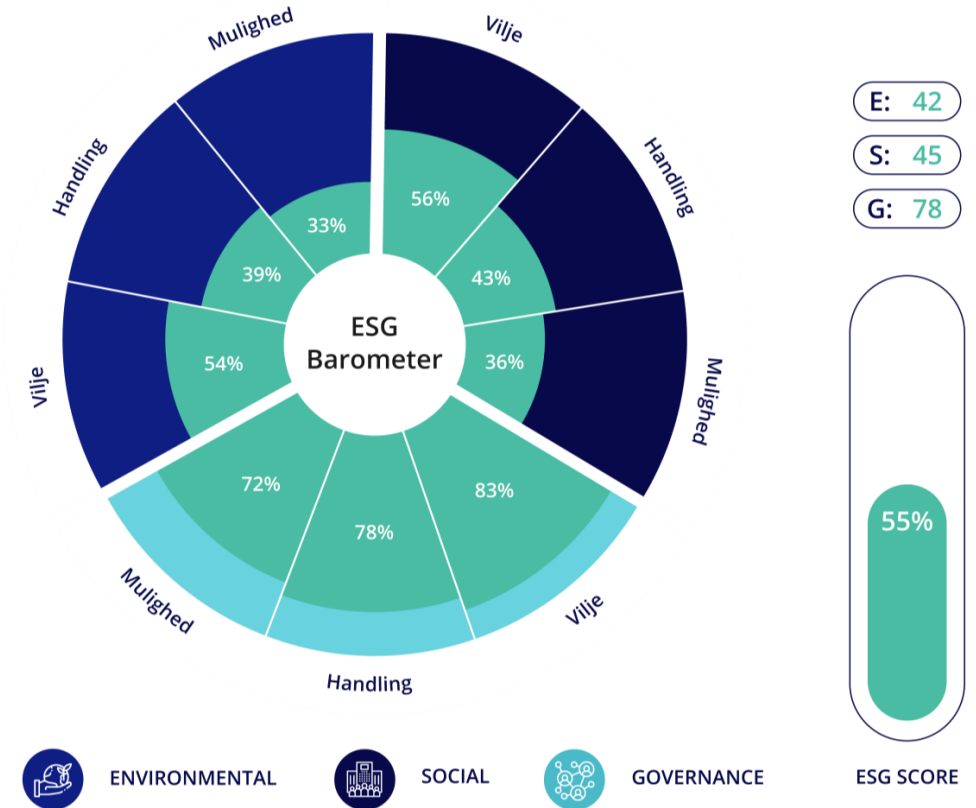 Mulighed
Vilje
Handling
Handling
33%
56%
39%
43%
54%
36%
ESG
Barometer
Vilje
Mulighed
72%
78%
83%
Mulighed
Handling
Vilje
E: 42
S: 45
G: 78
55%
ENVIRONMENTAL
SOCIAL
GOVERNANCE
ESG SCORE